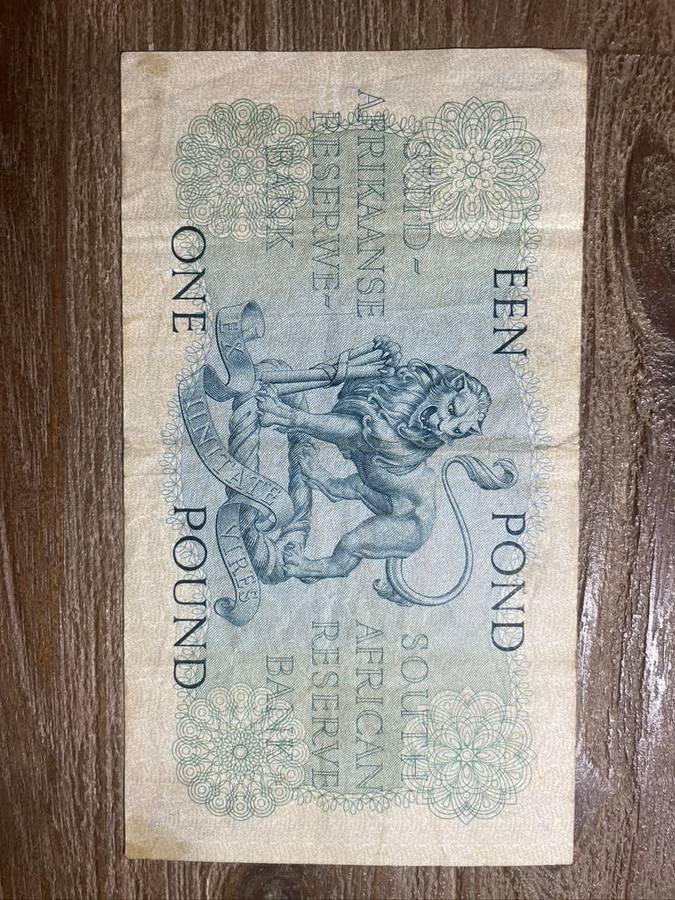 EEN POND
SUID-
AFRIKAANSE
RESERWE-
BANK
SOUTH
AFRICAN
RESERVE
BANK
EX UNITATE VIRES
ONE POUND